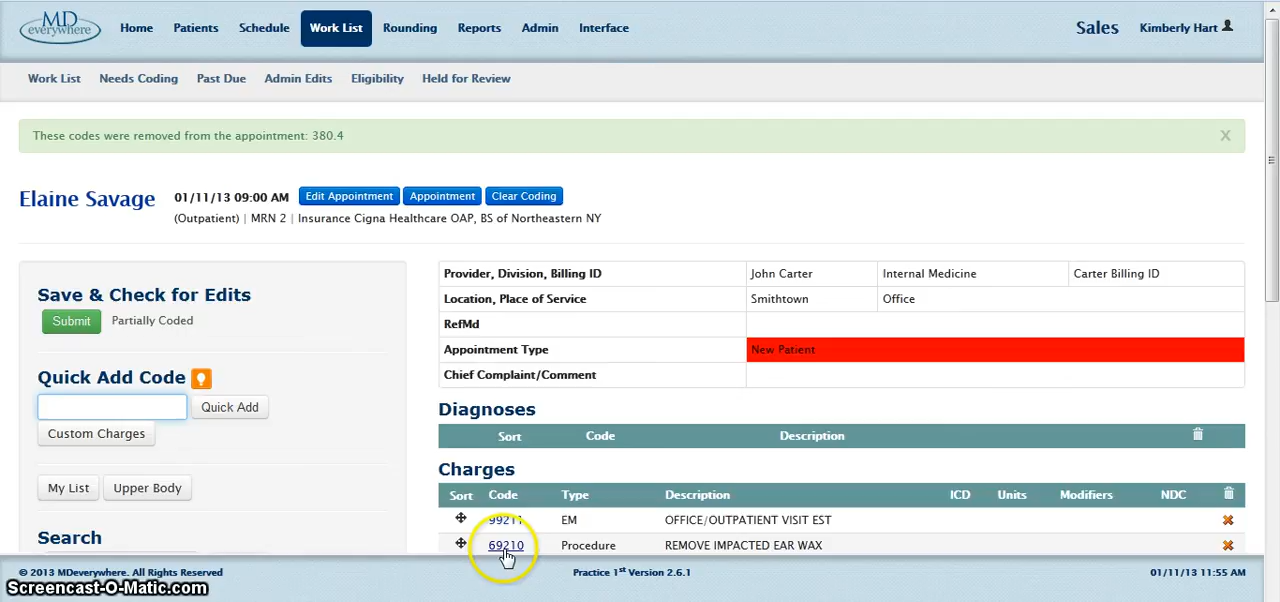 MD
everywhere
Home Patients Schedule Work List Rounding Reports Admin Interface Sales Kimberly Hart
Work List Needs Coding Past Due Admin Edits Eligibility Held for Review
These codes were removed from the appointment: 380.4 X
Elaine Savage 01/11/13 09:00 AM Edit Appointment Appointment Clear Coding
(Outpatient) | MRN 2 | Insurance Cigna Healthcare OAP, BS of Northeastern NY
Save & Check for Edits
Submit Partially Coded
Quick Add Code
Quick Add
Custom Charges
My List Upper Body
Search
Provider, Division, Billing ID John Carter Internal Medicine Carter Billing ID
Location, Place of Service Smithtown Office
RefMd
Appointment Type New Patient
Chief Complaint/Comment
Diagnoses
Sort Code Description
Charges
Sort Code Type Description ICD Units Modifiers NDC
99211 EM OFFICE/OUTPATIENT VISIT EST
69210 Procedure REMOVE IMPACTED EAR WAX
© 2013 MDeverywhere. All Rights Reserved Practice 1st Version 2.6.1 01/11/13 11:55 AM
Screencast-O-Matic.com